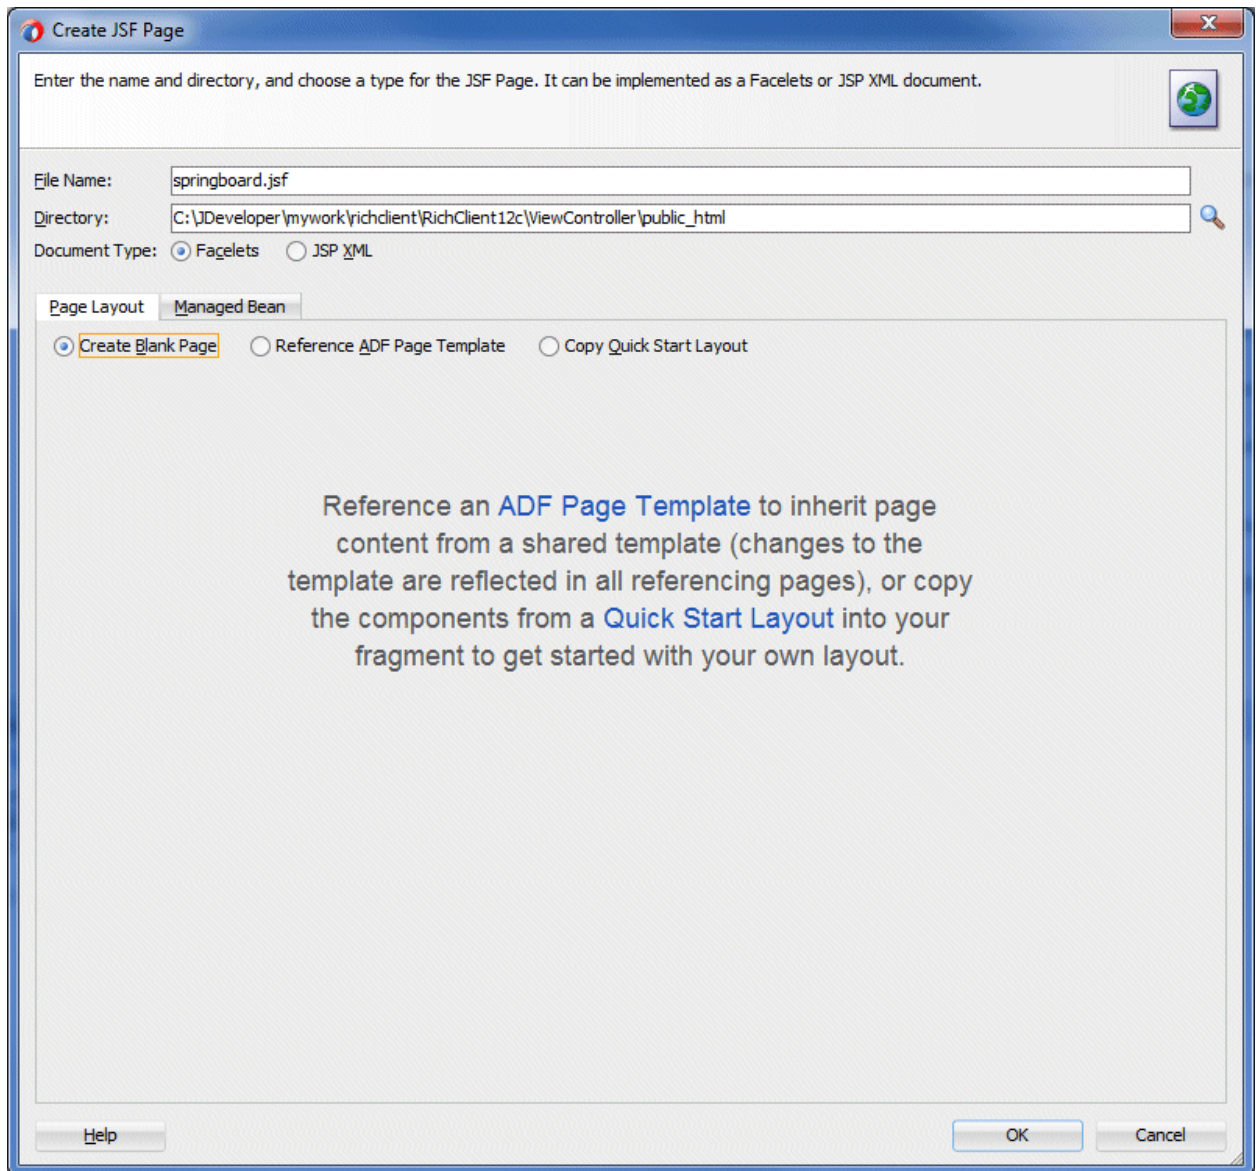 Create JSF Page
Enter the name and directory, and choose a type for the JSF Page. It can be implemented as a Facelets or JSP XML document.
File Name: springboard.jsf
Directory: C:\JDeveloper\mywork\richclient\RichClient12c\ViewController\public_html
Document Type: Facelets JSP XML
Page Layout Managed Bean
Create Blank Page Reference ADF Page Template Copy Quick Start Layout
Reference an ADF Page Template to inherit page
content from a shared template (changes to the
template are reflected in all referencing pages), or copy
the components from a Quick Start Layout into your
fragment to get started with your own layout.
Help OK Cancel